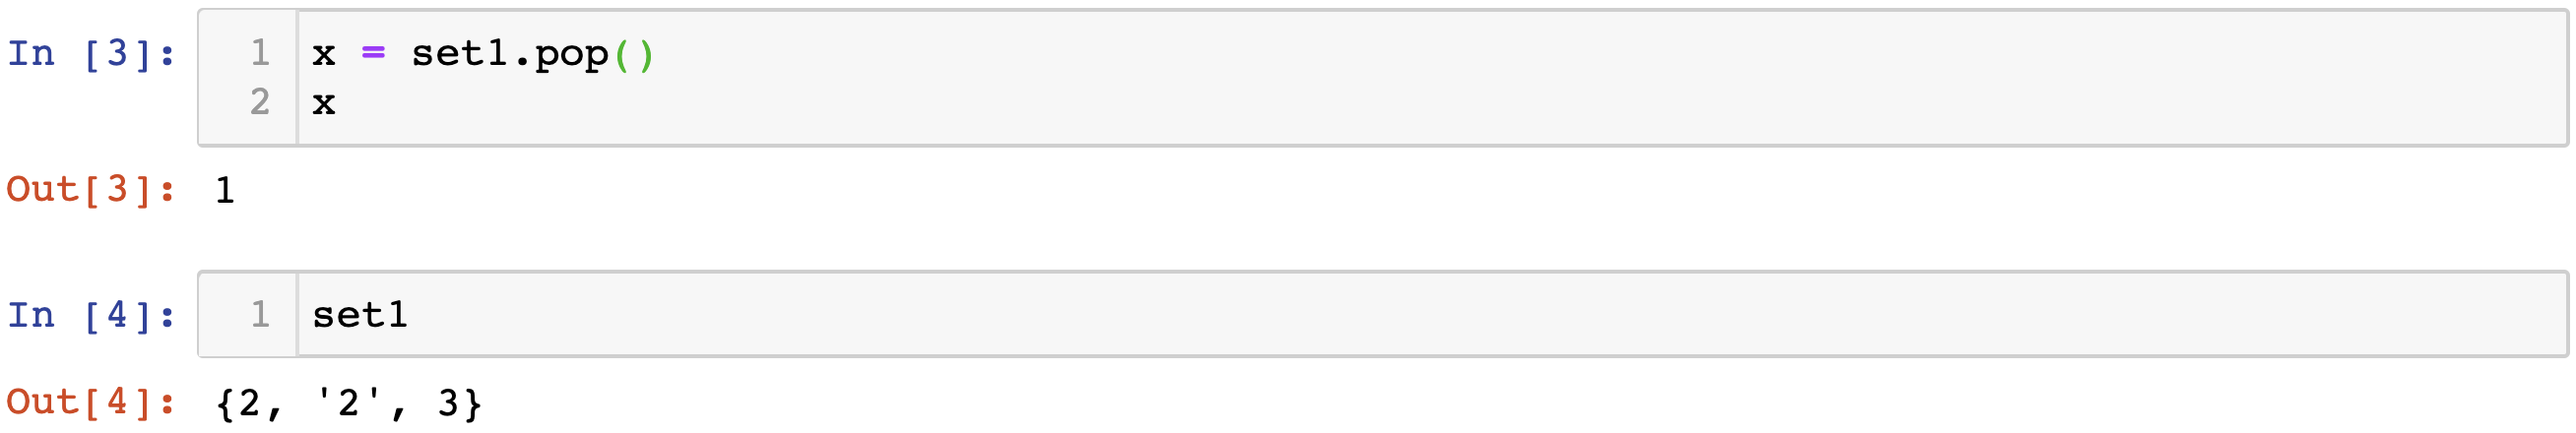 In [3]: 1 x = set1.pop()
2 x
Out[3]: 1
In [4]: 1 set1
Out[4]: {2, '2', 3}